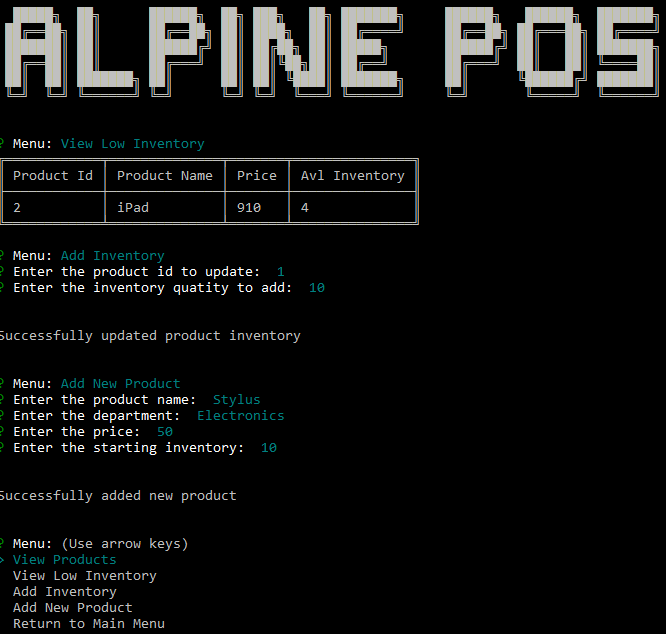 ALPINE POS
? Menu: View Low Inventory
Product Id Product Name Price Avl Inventory
2 iPad 910 4
? Menu: Add Inventory
? Enter the product id to update: 1
? Enter the inventory quatity to add: 10
Successfully updated product inventory
? Menu: Add New Product
? Enter the product name: Stylus
? Enter the department: Electronics
? Enter the price: 50
? Enter the starting inventory: 10
Successfully added new product
? Menu: (Use arrow keys)
> View Products
View Low Inventory
Add Inventory
Add New Product
Return to Main Menu